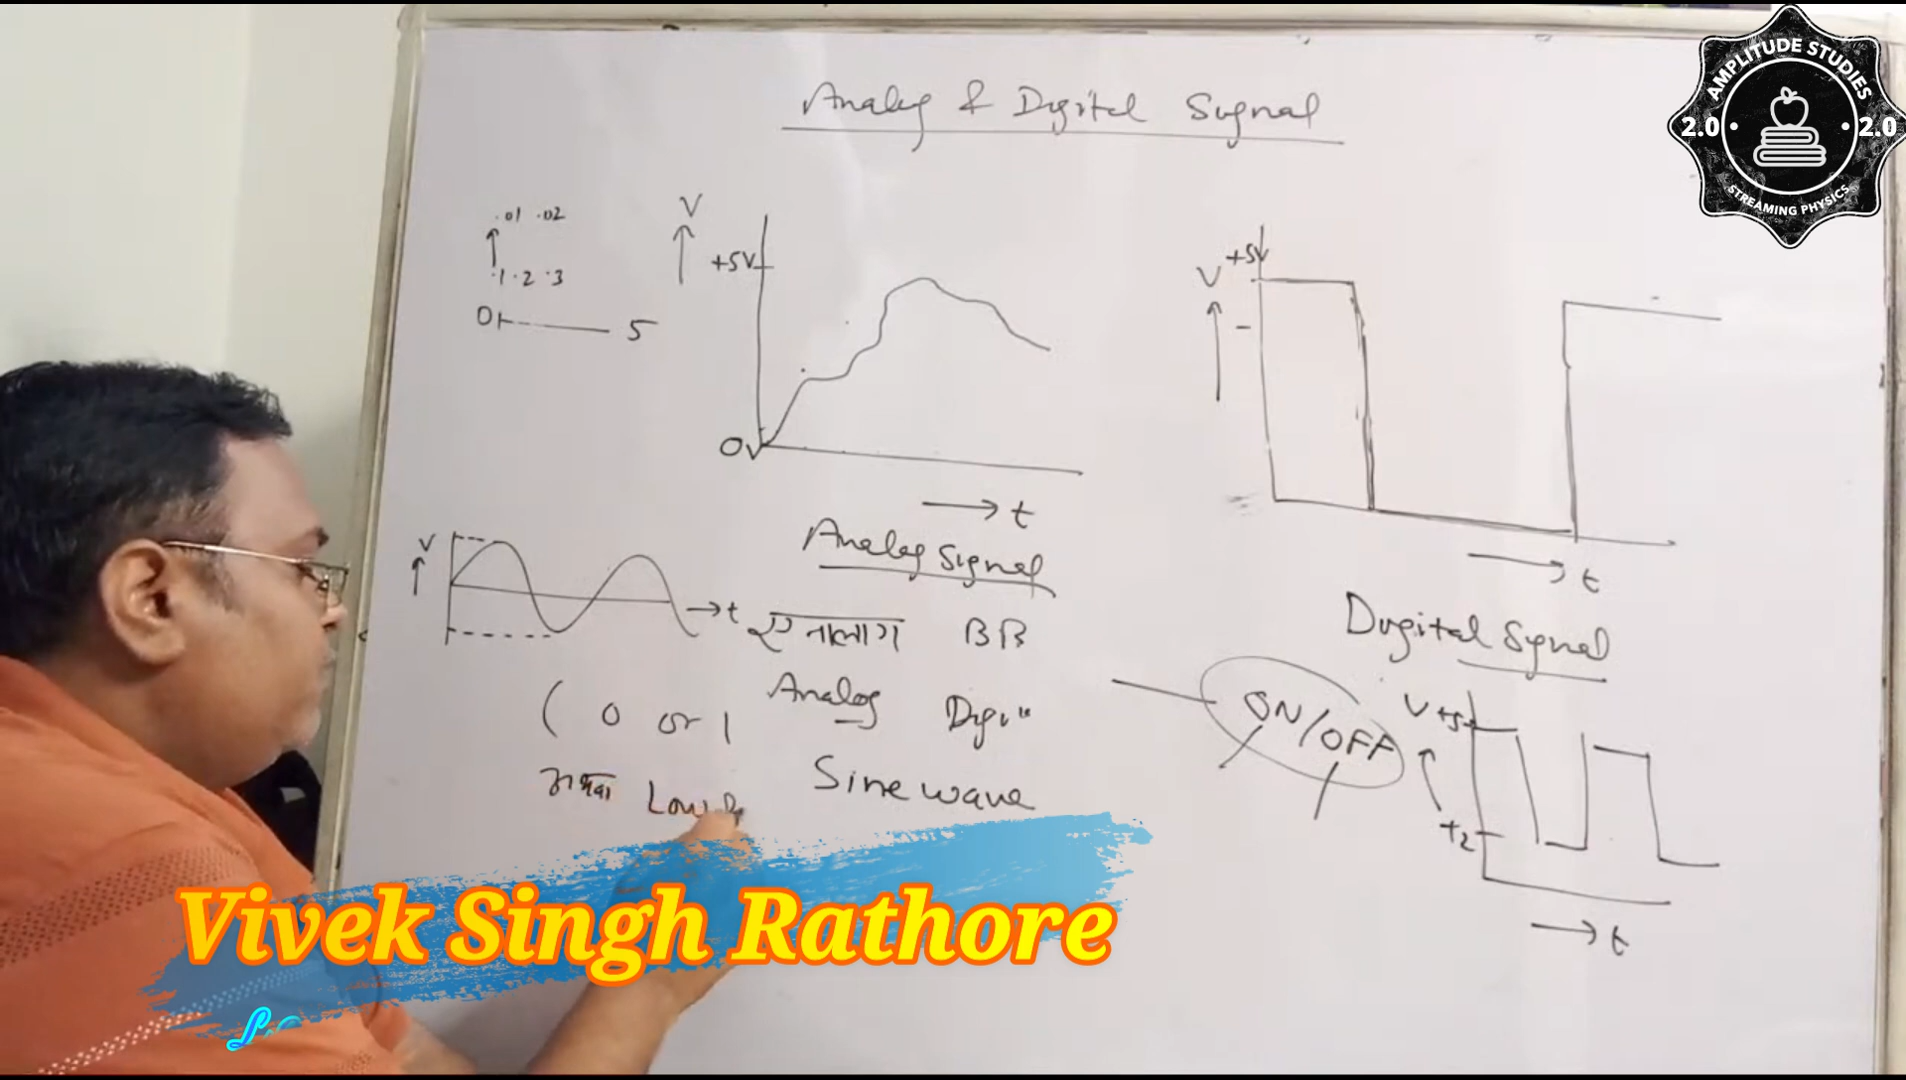 AMPLITUDE STUDIES
2.0 2.0
STREAMING PHYSICS
Analog & Digital Signal
.01 .02
.1 .2 .3
0 5
V
+5V
0V
t
Analog Signal
V
+5V
t
Digital Signal
V
t
एनालाग
Analog
Sine wave
( 0 or 1
अथवा Low
ON/OFF
V +5
+2
t
Vivek Singh Rathore